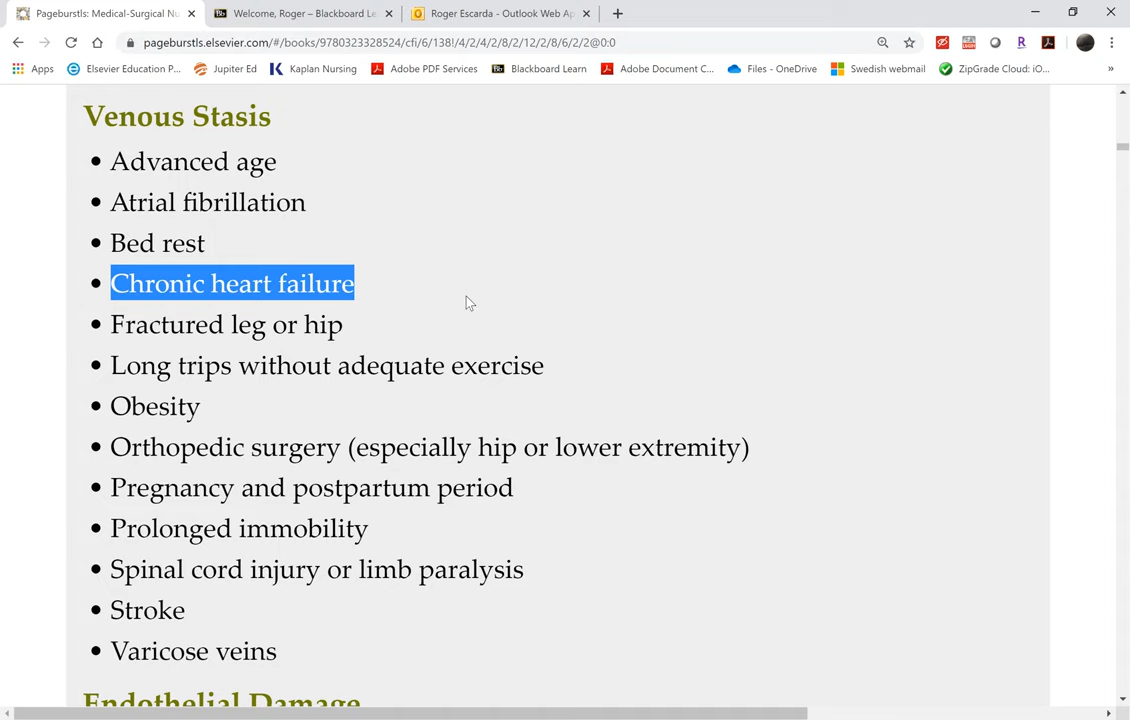 Pageburstls: Medical-Surgical Nu
Welcome, Roger – Blackboard Le
Roger Escarda - Outlook Web Ap
pageburstls.elsevier.com/#/books/9780323328524/cfi/6/138!/4/2/4/2/8/2/12/2/8/6/2/2@0:0
Apps
Elsevier Education P...
Jupiter Ed
Kaplan Nursing
Adobe PDF Services
Bb Blackboard Learn
Adobe Document C...
Files - OneDrive
Swedish webmail
ZipGrade Cloud: iO...
»
Venous Stasis
• Advanced age
• Atrial fibrillation
• Bed rest
• Chronic heart failure
• Fractured leg or hip
• Long trips without adequate exercise
• Obesity
• Orthopedic surgery (especially hip or lower extremity)
• Pregnancy and postpartum period
• Prolonged immobility
• Spinal cord injury or limb paralysis
• Stroke
• Varicose veins
Endothelial Damage